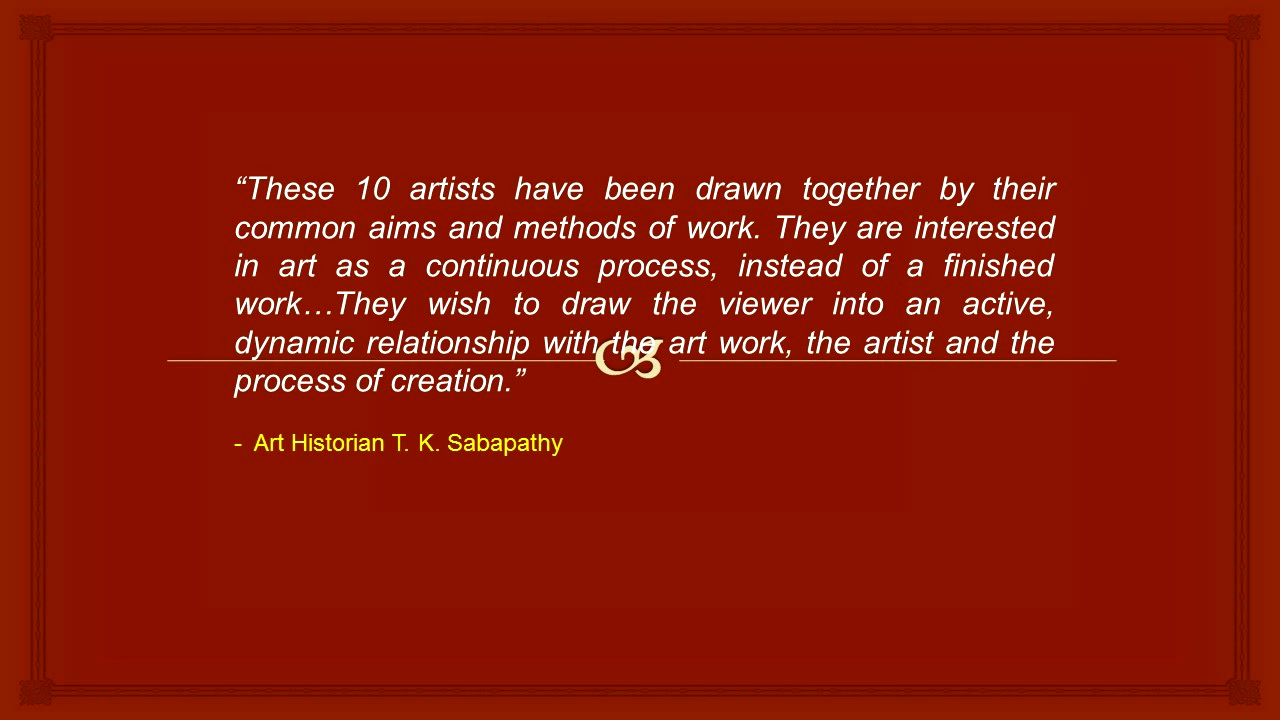 “These 10 artists have been drawn together by their
common aims and methods of work. They are interested
in art as a continuous process, instead of a finished
work…They wish to draw the viewer into an active,
dynamic relationship with the art work, the artist and the
process of creation.”
- Art Historian T. K. Sabapathy